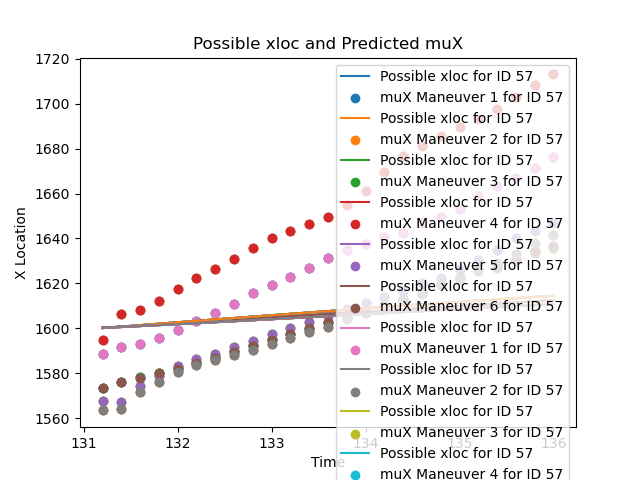 Possible xloc and Predicted muX
1720
1700
1680
1660
1640
1620
1600
1580
1560
X Location
131
132
133
134
135
136
Time
Possible xloc for ID 57
muX Maneuver 1 for ID 57
Possible xloc for ID 57
muX Maneuver 2 for ID 57
Possible xloc for ID 57
muX Maneuver 3 for ID 57
Possible xloc for ID 57
muX Maneuver 4 for ID 57
Possible xloc for ID 57
muX Maneuver 5 for ID 57
Possible xloc for ID 57
muX Maneuver 6 for ID 57
Possible xloc for ID 57
muX Maneuver 1 for ID 57
Possible xloc for ID 57
muX Maneuver 2 for ID 57
Possible xloc for ID 57
muX Maneuver 3 for ID 57
Possible xloc for ID 57
muX Maneuver 4 for ID 57